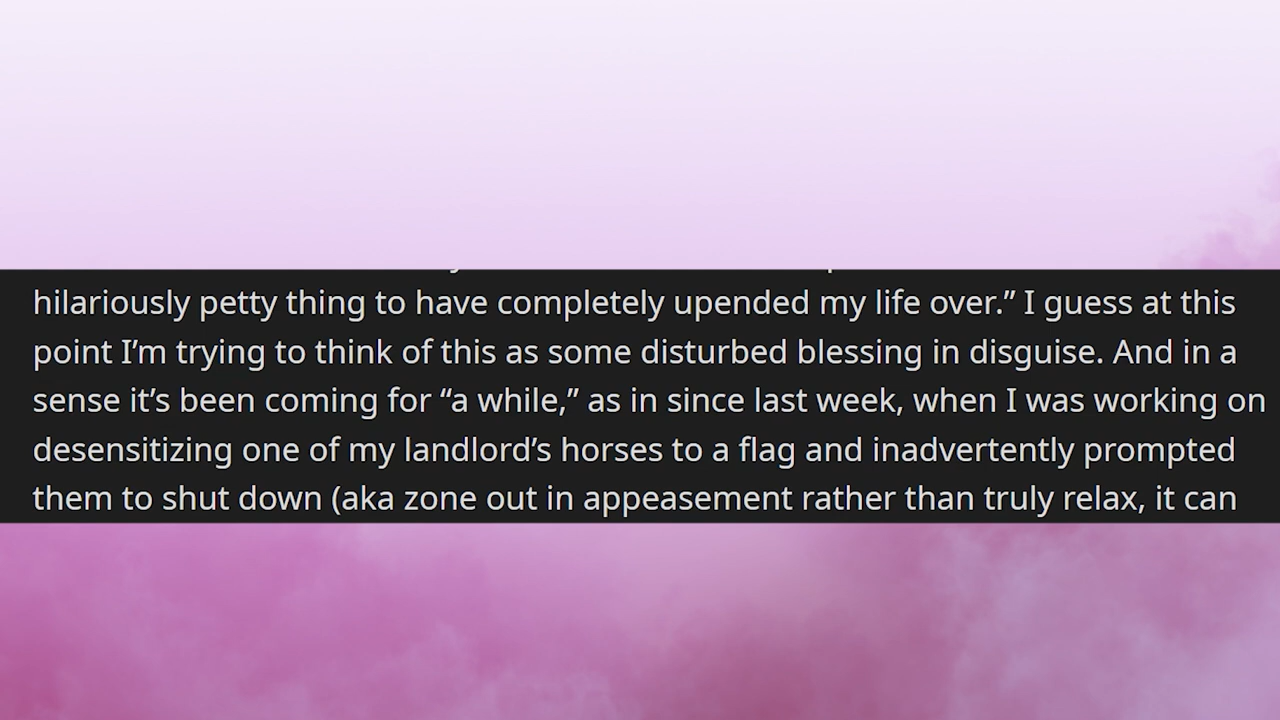 hilariously petty thing to have completely upended my life over.” I guess at this
point I’m trying to think of this as some disturbed blessing in disguise. And in a
sense it’s been coming for “a while,” as in since last week, when I was working on
desensitizing one of my landlord’s horses to a flag and inadvertently prompted
them to shut down (aka zone out in appeasement rather than truly relax, it can